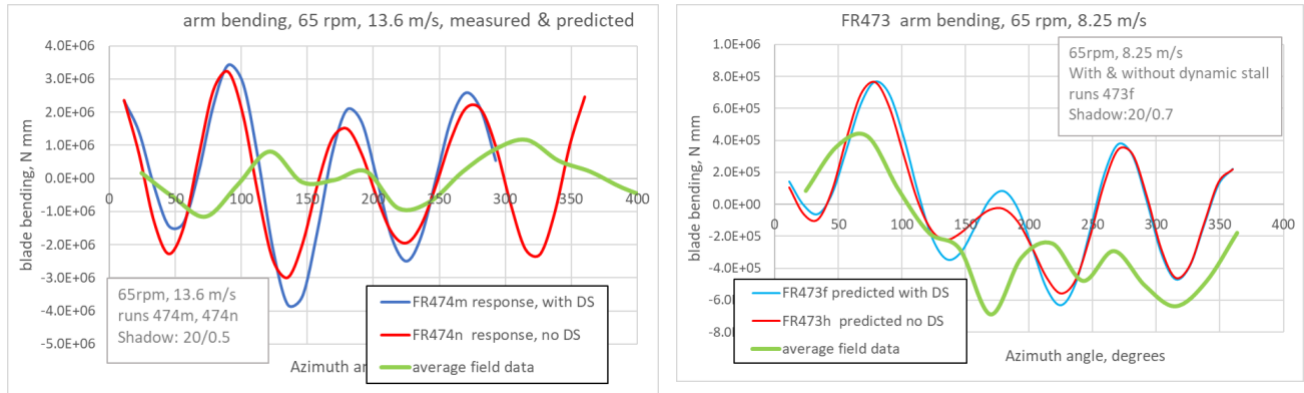 arm bending, 65 rpm, 13.6 m/s, measured & predicted
4.0E+06
3.0E+06
2.0E+06
1.0E+06
0.0E+00
-1.0E+06
-2.0E+06
-3.0E+06
-4.0E+06
-5.0E+06
blade bending, N mm
0 50 100 150 200 250 300 350 400
65rpm, 13.6 m/s
runs 474m, 474n
Shadow: 20/0.5
FR474m response, with DS
FR474n response, no DS
average field data
Azimuth an
FR473 arm bending, 65 rpm, 8.25 m/s
1.0E+06
8.0E+05
6.0E+05
4.0E+05
2.0E+05
0.0E+00
-2.0E+05
-4.0E+05
-6.0E+05
-8.0E
blade bending, N mm
0 50 100 150 200 250 300 350 400
65rpm, 8.25 m/s
With & without dynamic stall
runs 473f
Shadow:20/0.7
FR473f predicted with DS
FR473h predicted no DS
average field data
Azimuth angle, degrees